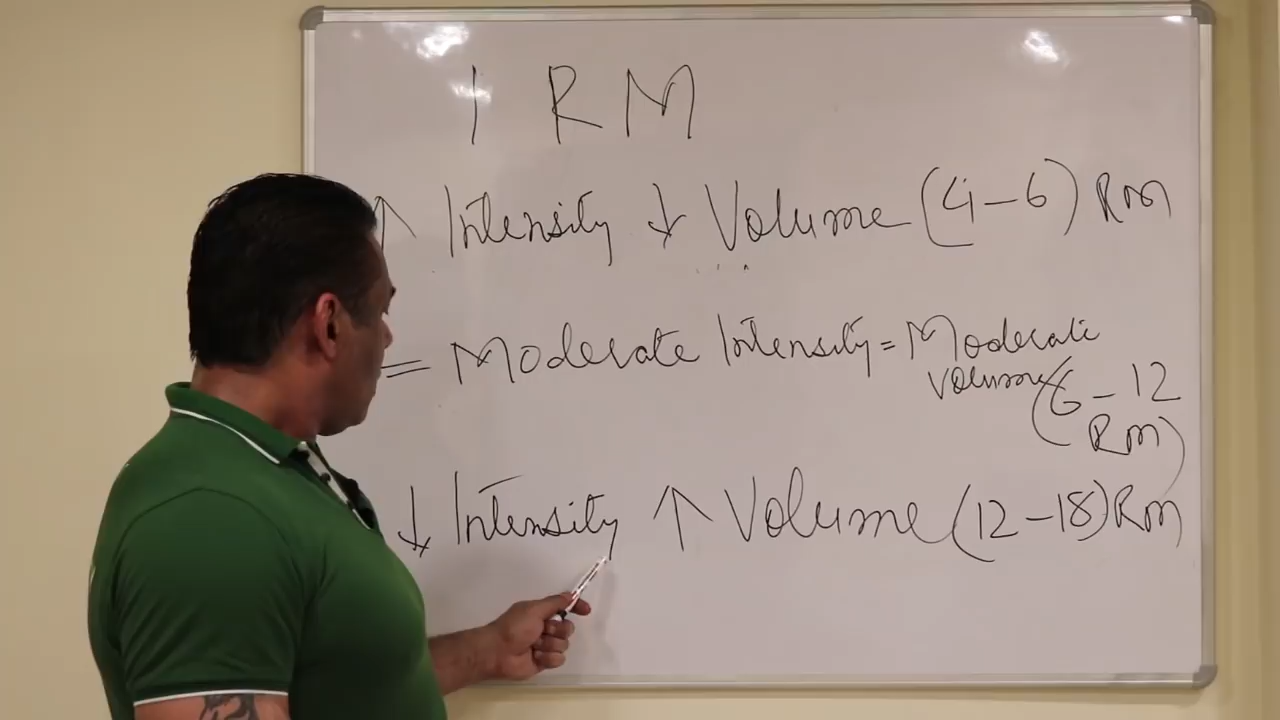 1 RM
↑ Intensity ↓ Volume (4-6) RM
= Moderate Intensity = Moderate
volume (6-12
RM)
↓ Intensity ↑ Volume (12-18) RM